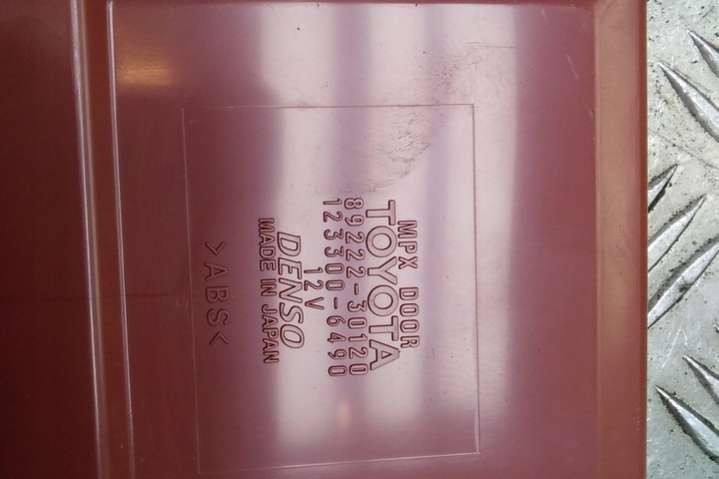 MPX DOOR
TOYOTA
89222-30120
123300-6490
12V
DENSO
MADE IN JAPAN
>ABS<